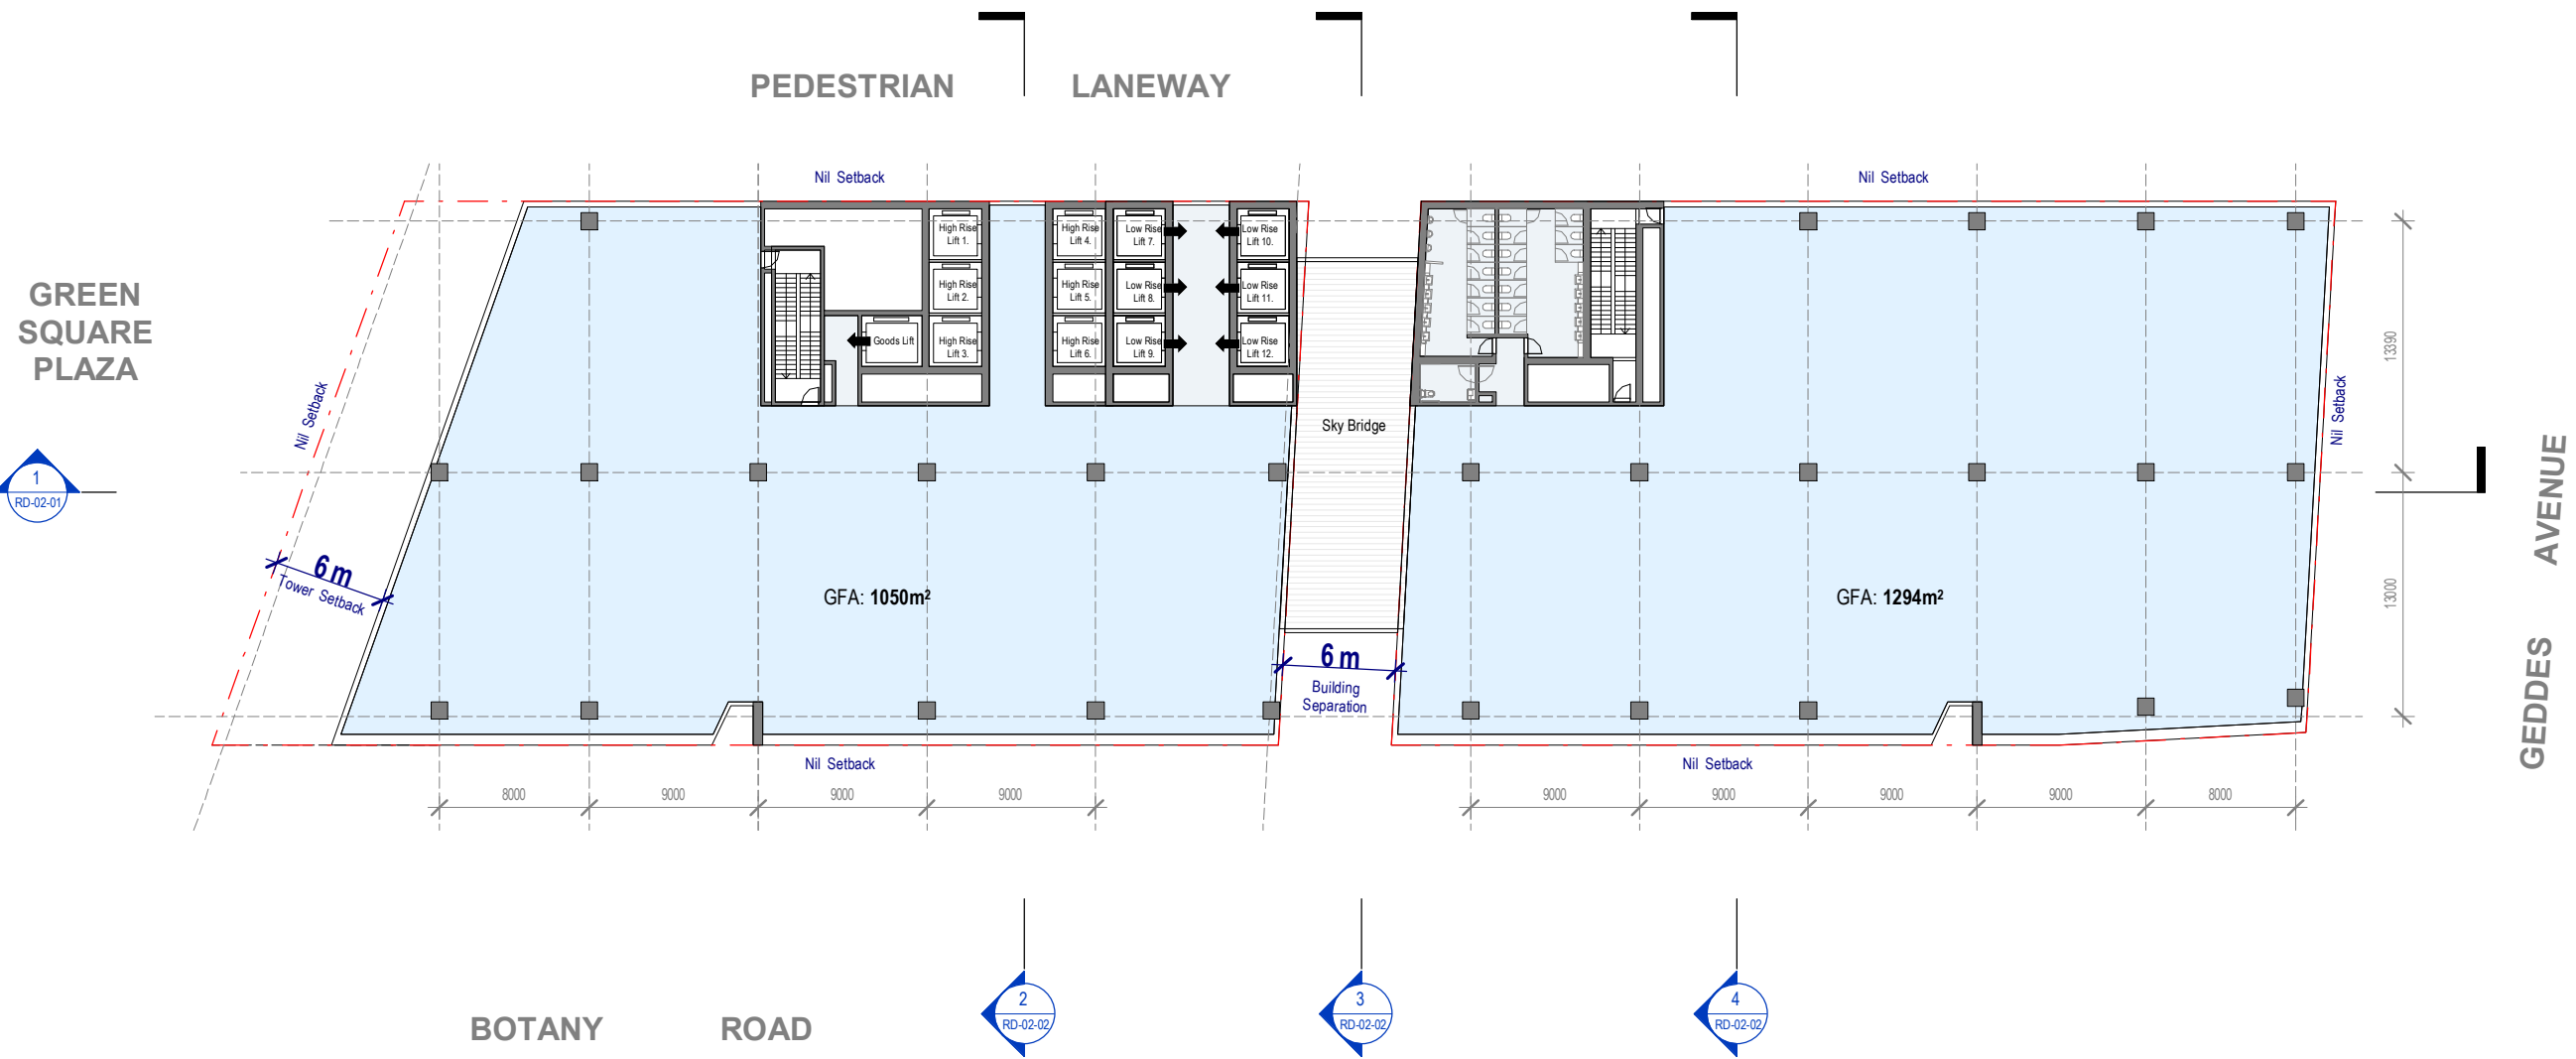 PEDESTRIAN LANEWAY
Nil Setback
Nil Setback
High Rise
Lift 1.
High Rise
Lift 4.
Low Rise
Lift 7.
Low Rise
Lift 10.
High Rise
Lift 2.
High Rise
Lift 5.
Low Rise
Lift 8.
Low Rise
Lift 11.
Goods Lift
High Rise
Lift 3.
High Rise
Lift 6.
Low Rise
Lift 9.
Low Rise
Lift 12.
GREEN
SQUARE
PLAZA
Nil Setback
Sky Bridge
13390
Nil Setback
1
RD-02-01
6 m
Tower Setback
GFA: 1050m²
GFA: 1294m²
13000
GEDDES AVENUE
6 m
Building
Separation
Nil Setback
Nil Setback
8000
9000
9000
9000
9000
9000
9000
9000
8000
BOTANY ROAD
2
RD-02-02
3
RD-02-02
4
RD-02-02